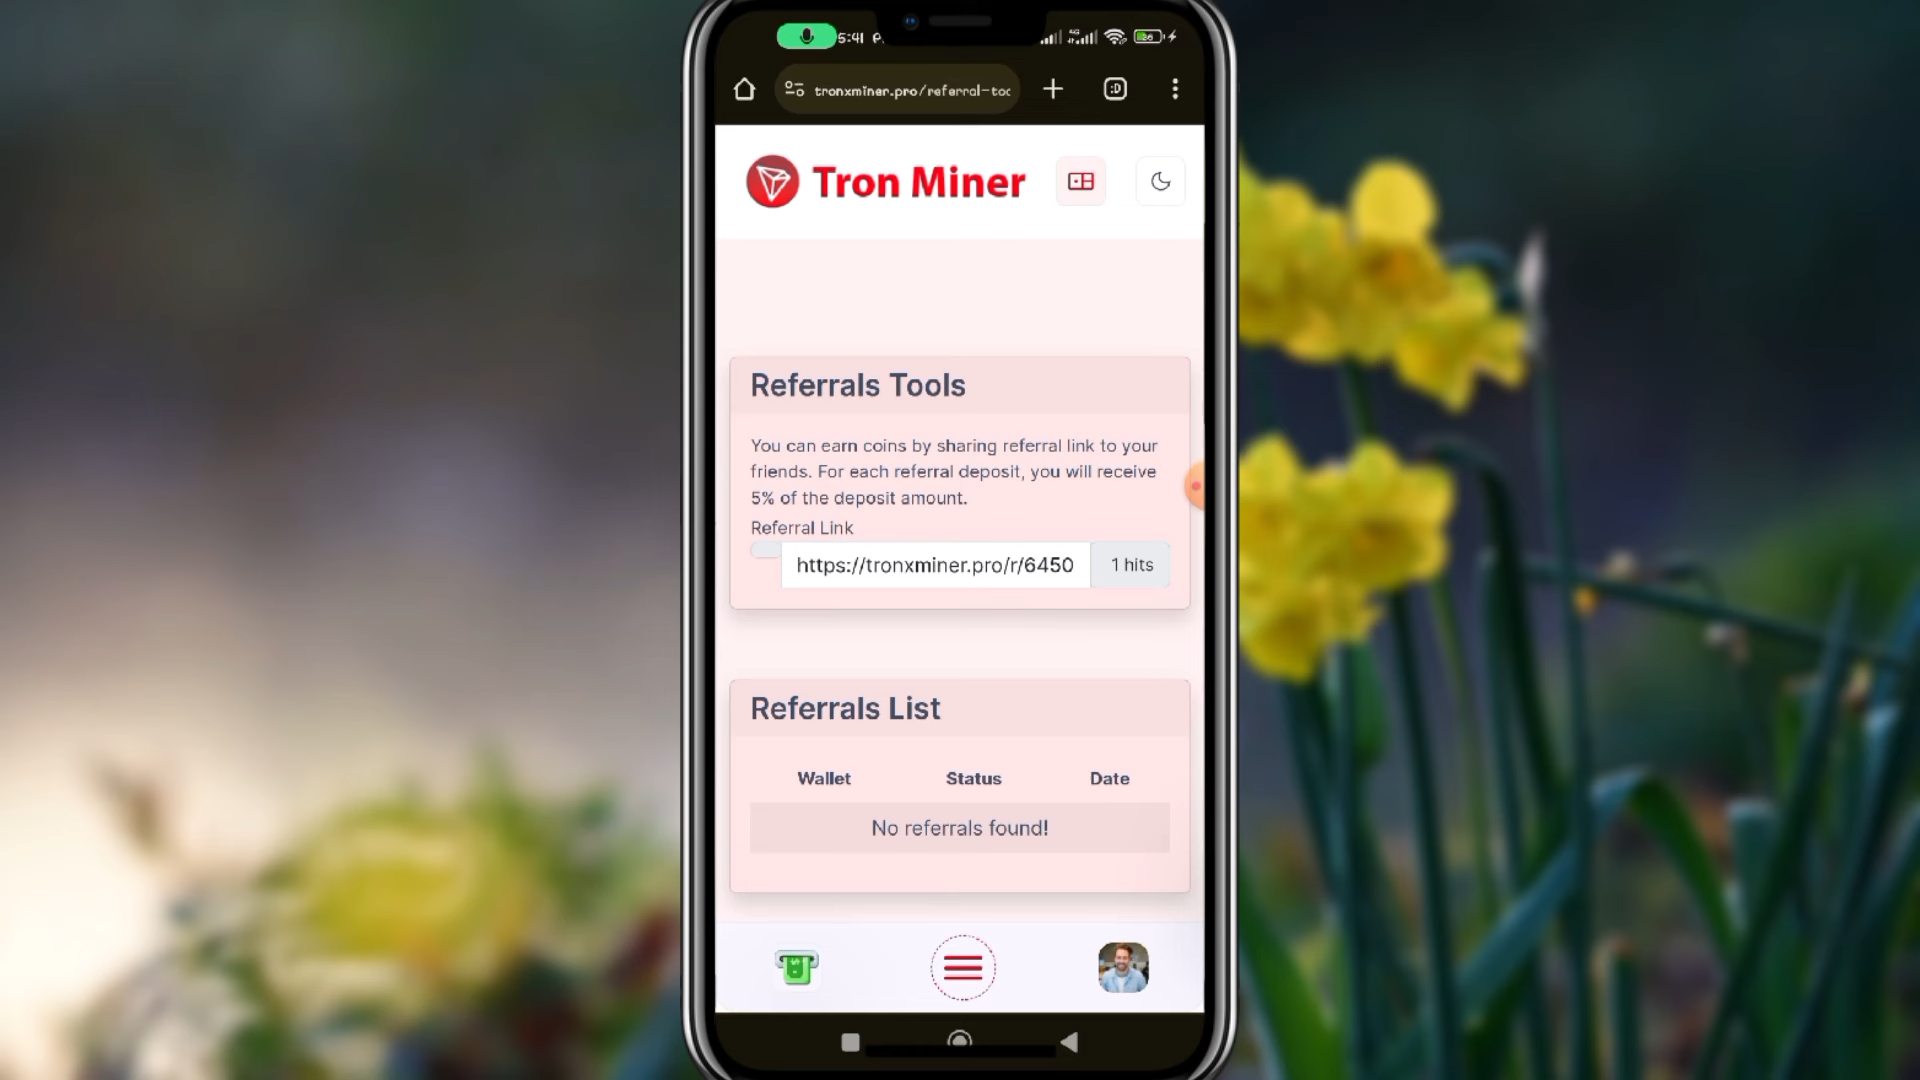 5:41
4G
26
tronxminer.pro/referral-too
:D
Tron Miner
Referrals Tools
You can earn coins by sharing referral link to your
friends. For each referral deposit, you will receive
5% of the deposit amount.
Referral Link
https://tronxminer.pro/r/6450
1 hits
Referrals List
Wallet Status Date
No referrals found!